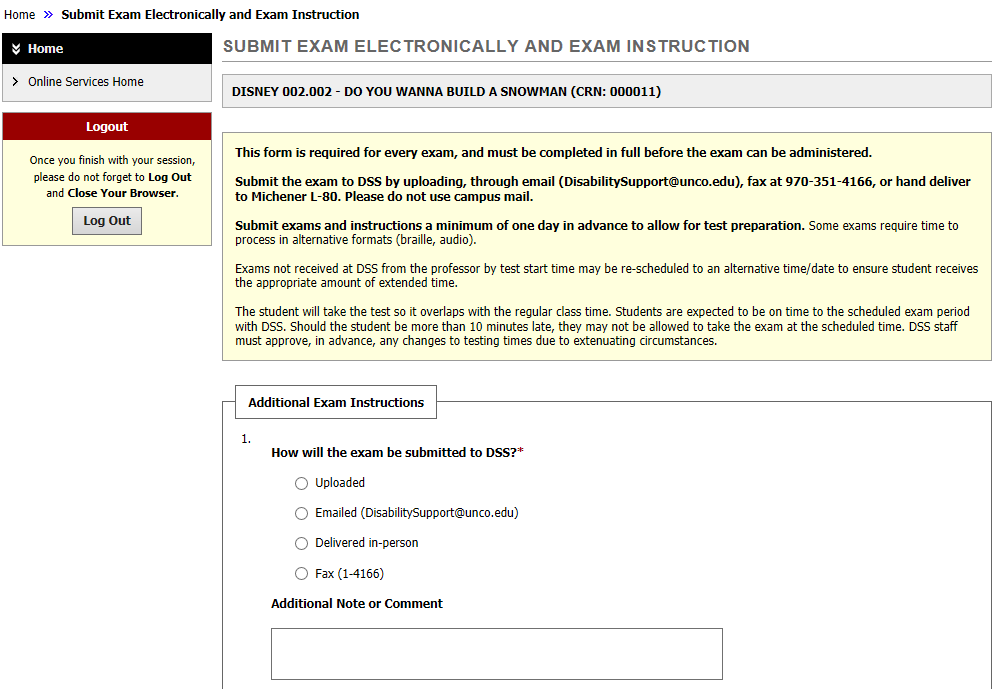 Home » Submit Exam Electronically and Exam Instruction
Home
Online Services Home
Logout
Once you finish with your session,
please do not forget to Log Out
and Close Your Browser.
Log Out
SUBMIT EXAM ELECTRONICALLY AND EXAM INSTRUCTION
DISNEY 002.002 - DO YOU WANNA BUILD A SNOWMAN (CRN: 000011)
This form is required for every exam, and must be completed in full before the exam can be administered.
Submit the exam to DSS by uploading, through email (DisabilitySupport@unco.edu), fax at 970-351-4166, or hand deliver
to Michener L-80. Please do not use campus mail.
Submit exams and instructions a minimum of one day in advance to allow for test preparation. Some exams require time to
process in alternative formats (braille, audio).
Exams not received at DSS from the professor by test start time may be re-scheduled to an alternative time/date to ensure student receives
the appropriate amount of extended time.
The student will take the test so it overlaps with the regular class time. Students are expected to be on time to the scheduled exam period
with DSS. Should the student be more than 10 minutes late, they may not be allowed to take the exam at the scheduled time. DSS staff
must approve, in advance, any changes to testing times due to extenuating circumstances.
Additional Exam Instructions
1.
How will the exam be submitted to DSS?*
Uploaded
Emailed (DisabilitySupport@unco.edu)
Delivered in-person
Fax (1-4166)
Additional Note or Comment